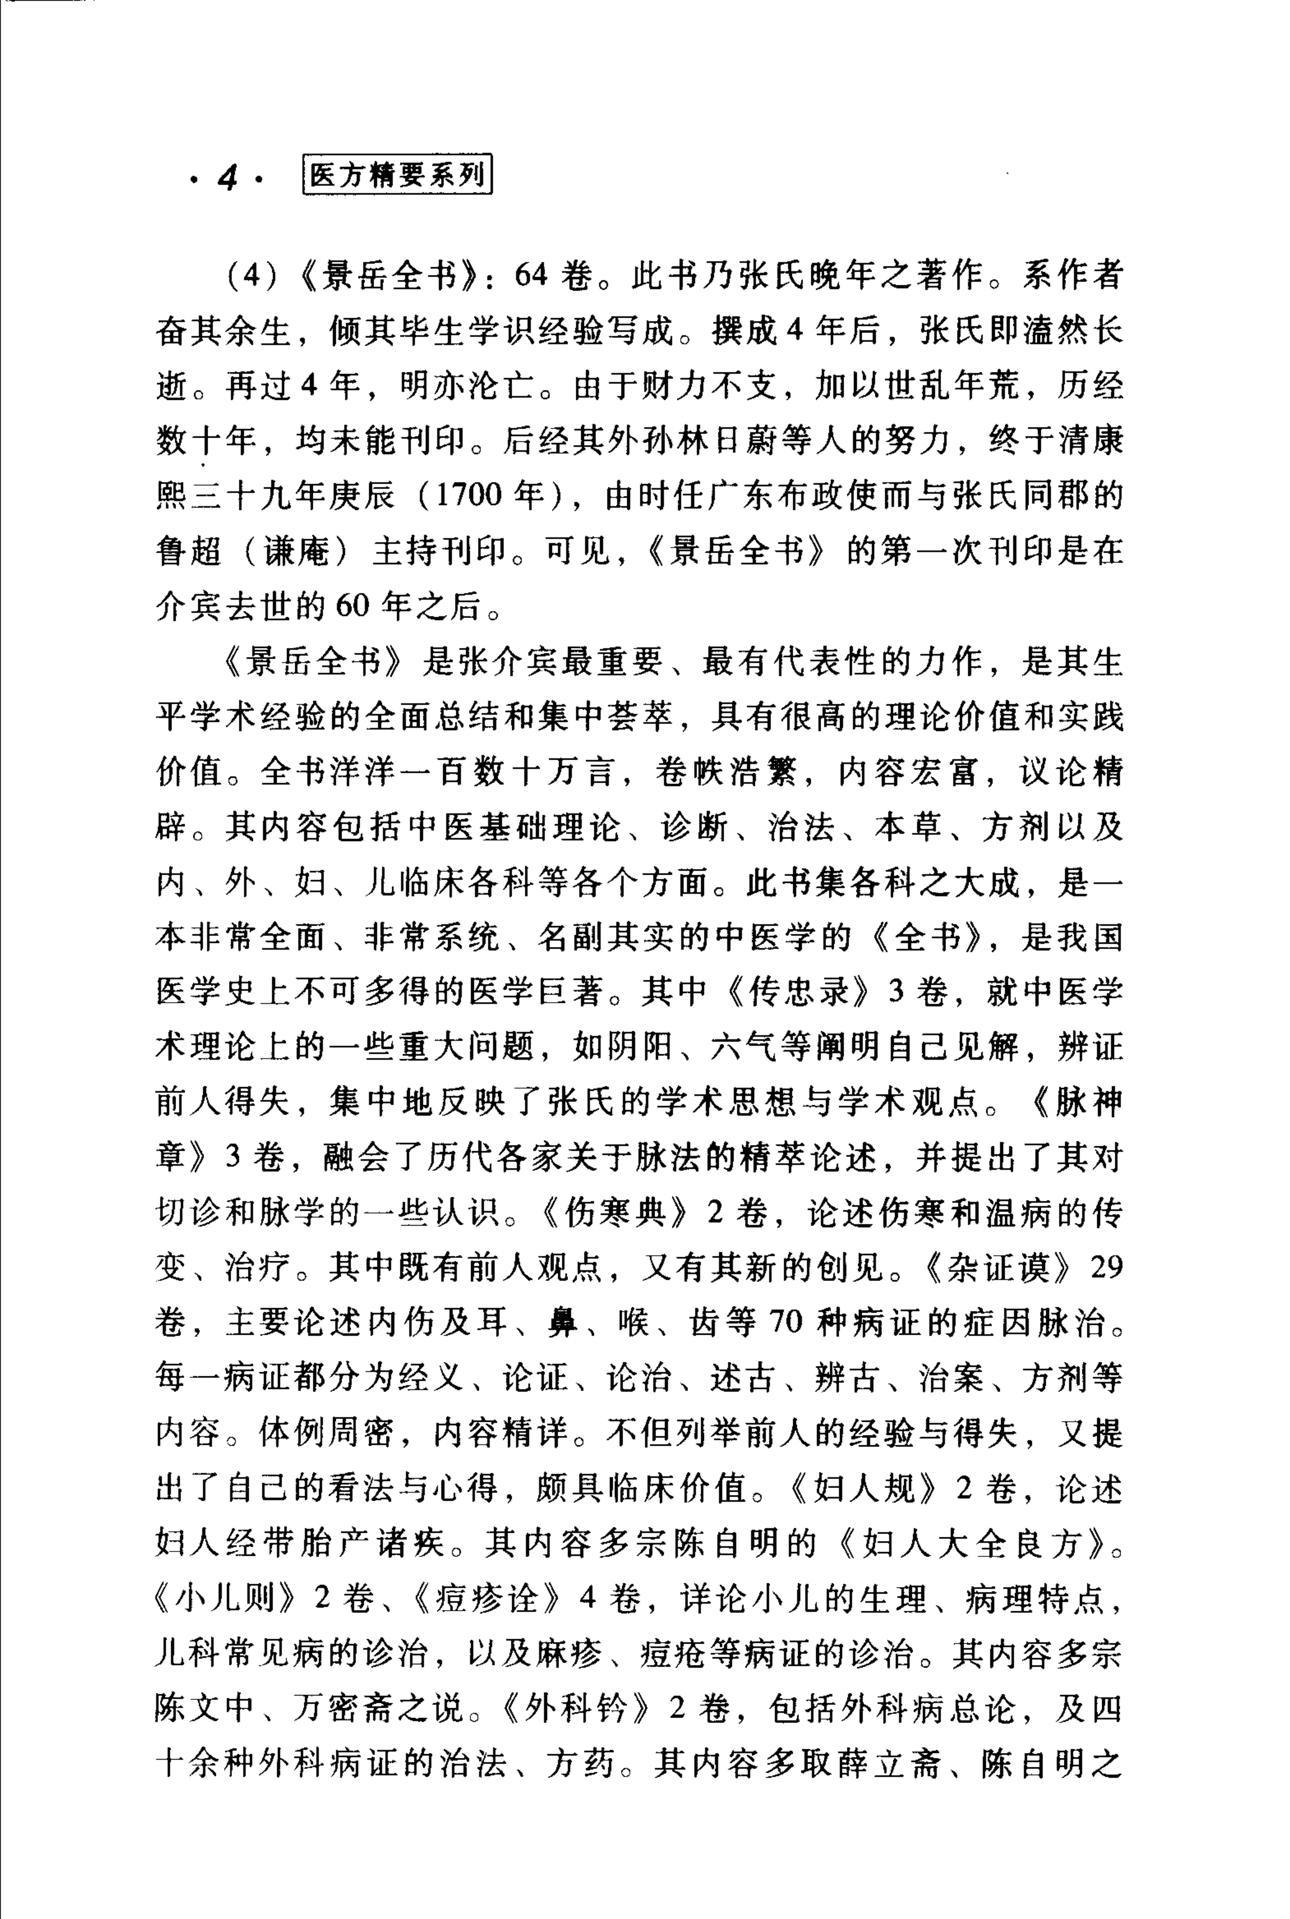 · 4 · 医方精要系列
(4)《景岳全书》：64 卷。此书乃张氏晚年之著作。系作者
奋其余生，倾其毕生学识经验写成。撰成 4 年后，张氏即溘然长
逝。再过 4 年，明亦沦亡。由于财力不支，加以世乱年荒，历经
数十年，均未能刊印。后经其外孙林日蔚等人的努力，终于清康
熙三十九年庚辰（1700 年），由时任广东布政使而与张氏同郡的
鲁超（谦庵）主持刊印。可见，《景岳全书》的第一次刊印是在
介宾去世的 60 年之后。
《景岳全书》是张介宾最重要、最有代表性的力作，是其生
平学术经验的全面总结和集中荟萃，具有很高的理论价值和实践
价值。全书洋洋一百数十万言，卷帙浩繁，内容宏富，议论精
辟。其内容包括中医基础理论、诊断、治法、本草、方剂以及
内、外、妇、儿临床各科等各个方面。此书集各科之大成，是一
本非常全面、非常系统、名副其实的中医学的《全书》，是我国
医学史上不可多得的医学巨著。其中《传忠录》3 卷，就中医学
术理论上的一些重大问题，如阴阳、六气等阐明自己见解，辨证
前人得失，集中地反映了张氏的学术思想与学术观点。《脉神
章》3 卷，融会了历代各家关于脉法的精萃论述，并提出了其对
切诊和脉学的一些认识。《伤寒典》2 卷，论述伤寒和温病的传
变、治疗。其中既有前人观点，又有其新的创见。《杂证谟》29
卷，主要论述内伤及耳、鼻、喉、齿等 70 种病证的症因脉治。
每一病证都分为经义、论证、论治、述古、辨古、治案、方剂等
内容。体例周密，内容精详。不但列举前人的经验与得失，又提
出了自己的看法与心得，颇具临床价值。《妇人规》2 卷，论述
妇人经带胎产诸疾。其内容多宗陈自明的《妇人大全良方》。
《小儿则》2 卷、《痘疹诠》4 卷，详论小儿的生理、病理特点，
儿科常见病的诊治，以及麻疹、痘疮等病证的诊治。其内容多宗
陈文中、万密斋之说。《外科钤》2 卷，包括外科病总论，及四
十余种外科病证的治法、方药。其内容多取薛立斋、陈自明之